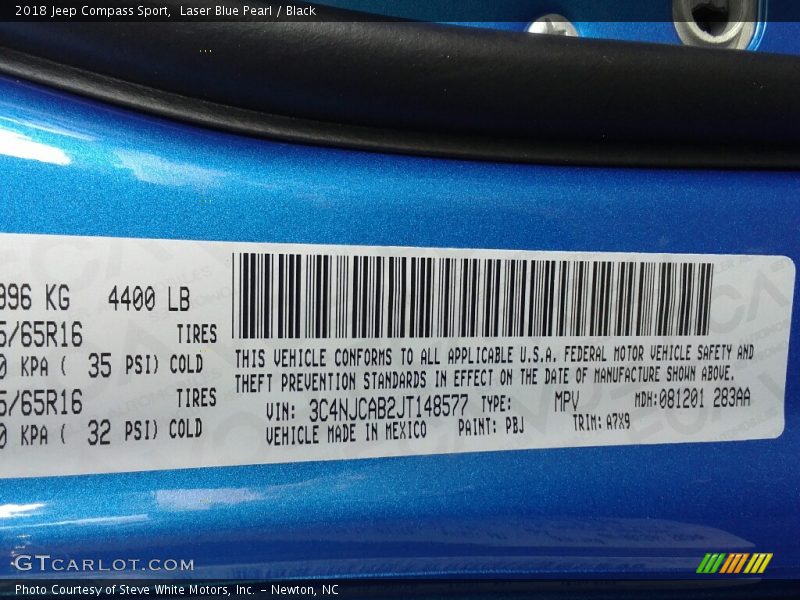 2018 Jeep Compass Sport, Laser Blue Pearl / Black
996 KG 4400 LB
5/65R16 TIRES
0 KPA ( 35 PSI) COLD
5/65R16 TIRES
0 KPA ( 32 PSI) COLD
THIS VEHICLE CONFORMS TO ALL APPLICABLE U.S.A. FEDERAL MOTOR VEHICLE SAFETY AND
THEFT PREVENTION STANDARDS IN EFFECT ON THE DATE OF MANUFACTURE SHOWN ABOVE.
VIN: 3C4NJCAB2JT148577 TYPE: MPV MDH:081201 283AA
VEHICLE MADE IN MEXICO PAINT: PBJ TRIM: A7X9
GTCARLOT.COM
Photo Courtesy of Steve White Motors, Inc. – Newton, NC